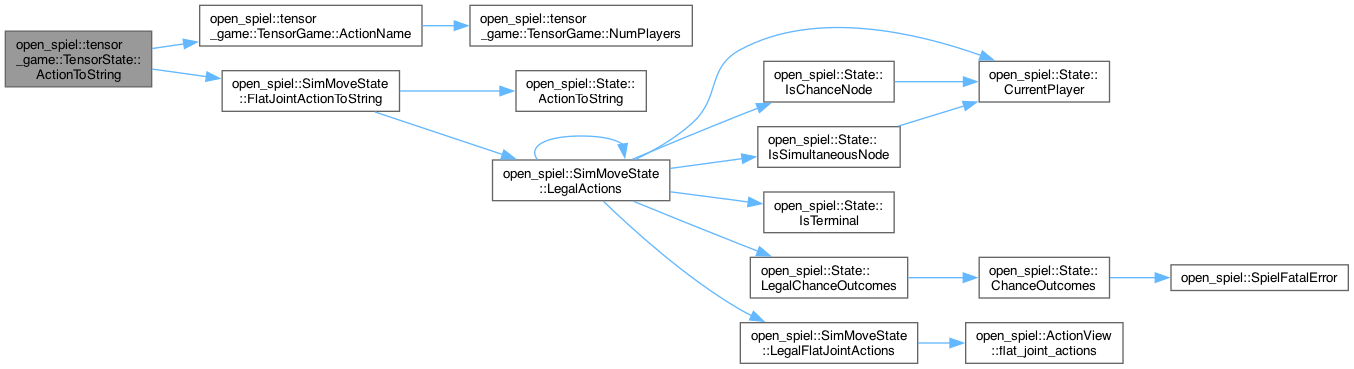 open_spiel::tensor
_game::TensorState::
ActionToString
open_spiel::tensor
_game::TensorGame::ActionName
open_spiel::tensor
_game::TensorGame::NumPlayers
open_spiel::SimMoveState
::FlatJointActionToString
open_spiel::State::
ActionToString
open_spiel::SimMoveState
::LegalActions
open_spiel::State::
IsChanceNode
open_spiel::State::
CurrentPlayer
open_spiel::State::
IsSimultaneousNode
open_spiel::State::
IsTerminal
open_spiel::State::
LegalChanceOutcomes
open_spiel::State::
ChanceOutcomes
open_spiel::SpielFatalError
open_spiel::SimMoveState
::LegalFlatJointActions
open_spiel::ActionView
::flat_joint_actions